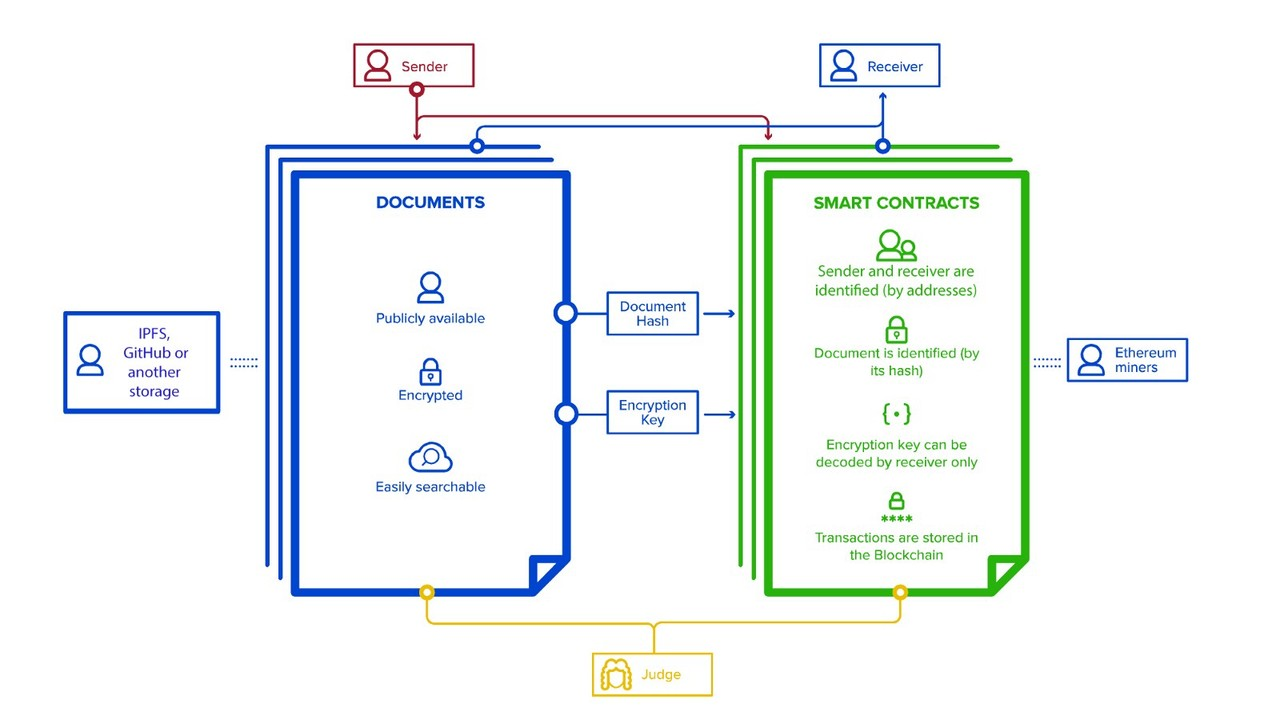 Sender
Receiver
DOCUMENTS
Publicly available
Encrypted
Easily searchable
IPFS,
GitHub or
another
storage
Document
Hash
Encryption
Key
SMART CONTRACTS
Sender and receiver are
identified (by addresses)
Document is identified (by
its hash)
{•}
Encryption key can be
decoded by receiver only
****
Transactions are stored in
the Blockchain
Ethereum
miners
Judge